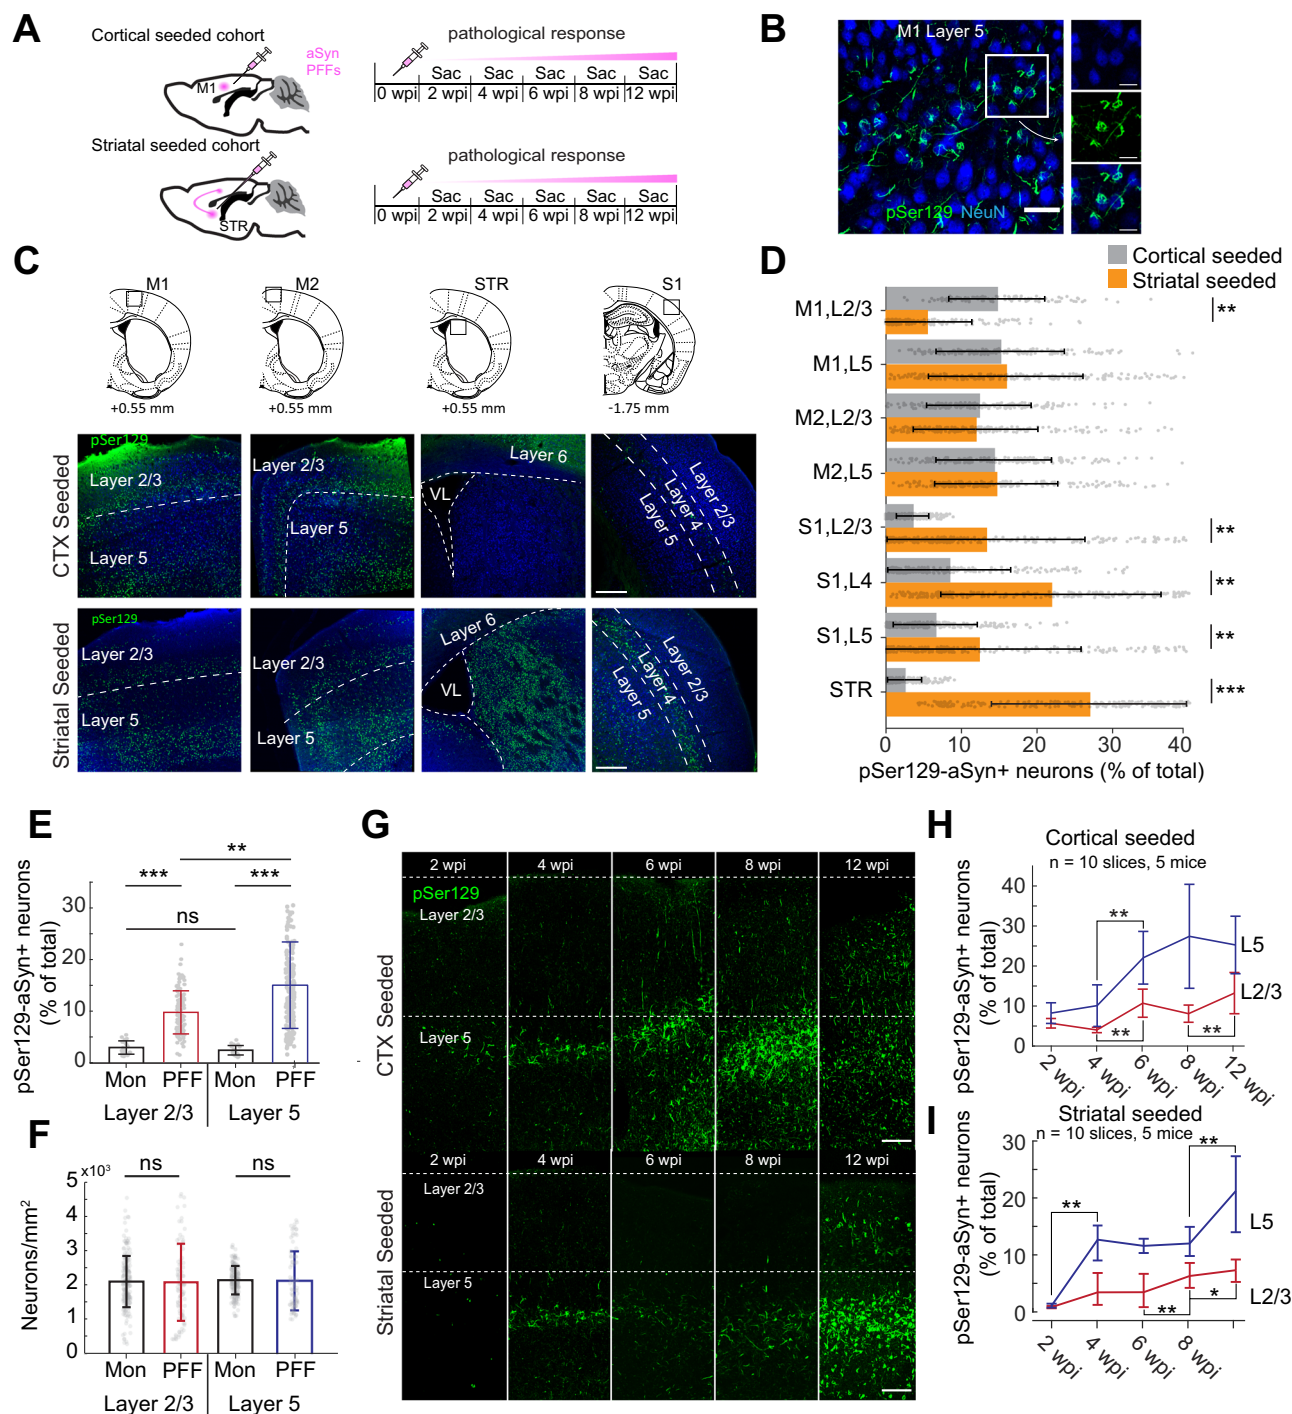 A
Cortical seeded cohort
aSyn
PFFs
M1
pathological response
Sac Sac Sac Sac Sac
0 wpi 2 wpi 4 wpi 6 wpi 8 wpi 12 wpi
Striatal seeded cohort
STR
pathological response
Sac Sac Sac Sac Sac
0 wpi 2 wpi 4 wpi 6 wpi 8 wpi 12 wpi
B
M1 Layer 5
pSer129 NeuN
C
M1 M2 STR S1
+0.55 mm +0.55 mm +0.55 mm -1.75 mm
CTX Seeded
pSer129
Layer 2/3
Layer 5
Layer 2/3
Layer 5
Layer 6
VL
Layer 2/3
Layer 4
Layer 5
Striatal Seeded
pSer129
Layer 2/3
Layer 5
Layer 2/3
Layer 5
Layer 6
VL
Layer 2/3
Layer 4
Layer 5
D
Cortical seeded
Striatal seeded
M1,L2/3 **
M1,L5
M2,L2/3
M2,L5
S1,L2/3 **
S1,L4 **
S1,L5 **
STR ***
0 10 20 30 40
pSer129-aSyn+ neurons (% of total)
E
pSer129-aSyn+ neurons
(% of total)
**
*** ***
ns
30
20
10
0
Mon PFF Mon PFF
Layer 2/3 Layer 5
F
Neurons/mm2
x103
ns ns
5
4
3
2
1
0
Mon PFF Mon PFF
Layer 2/3 Layer 5
G
CTX Seeded
2 wpi 4 wpi 6 wpi 8 wpi 12 wpi
pSer129
Layer 2/3
Layer 5
Striatal Seeded
2 wpi 4 wpi 6 wpi 8 wpi 12 wpi
Layer 2/3
Layer 5
H
Cortical seeded
n = 10 slices, 5 mice
pSer129-aSyn+ neurons
(% of total)
40
30
20
10
0
**
** **
L5
L2/3
2 wpi 4 wpi 6 wpi 8 wpi 12 wpi
I
Striatal seeded
n = 10 slices, 5 mice
pSer129-aSyn+ neurons
(% of total)
30
20
10
0
** **
** *
L5
L2/3
2 wpi 4 wpi 6 wpi 8 wpi